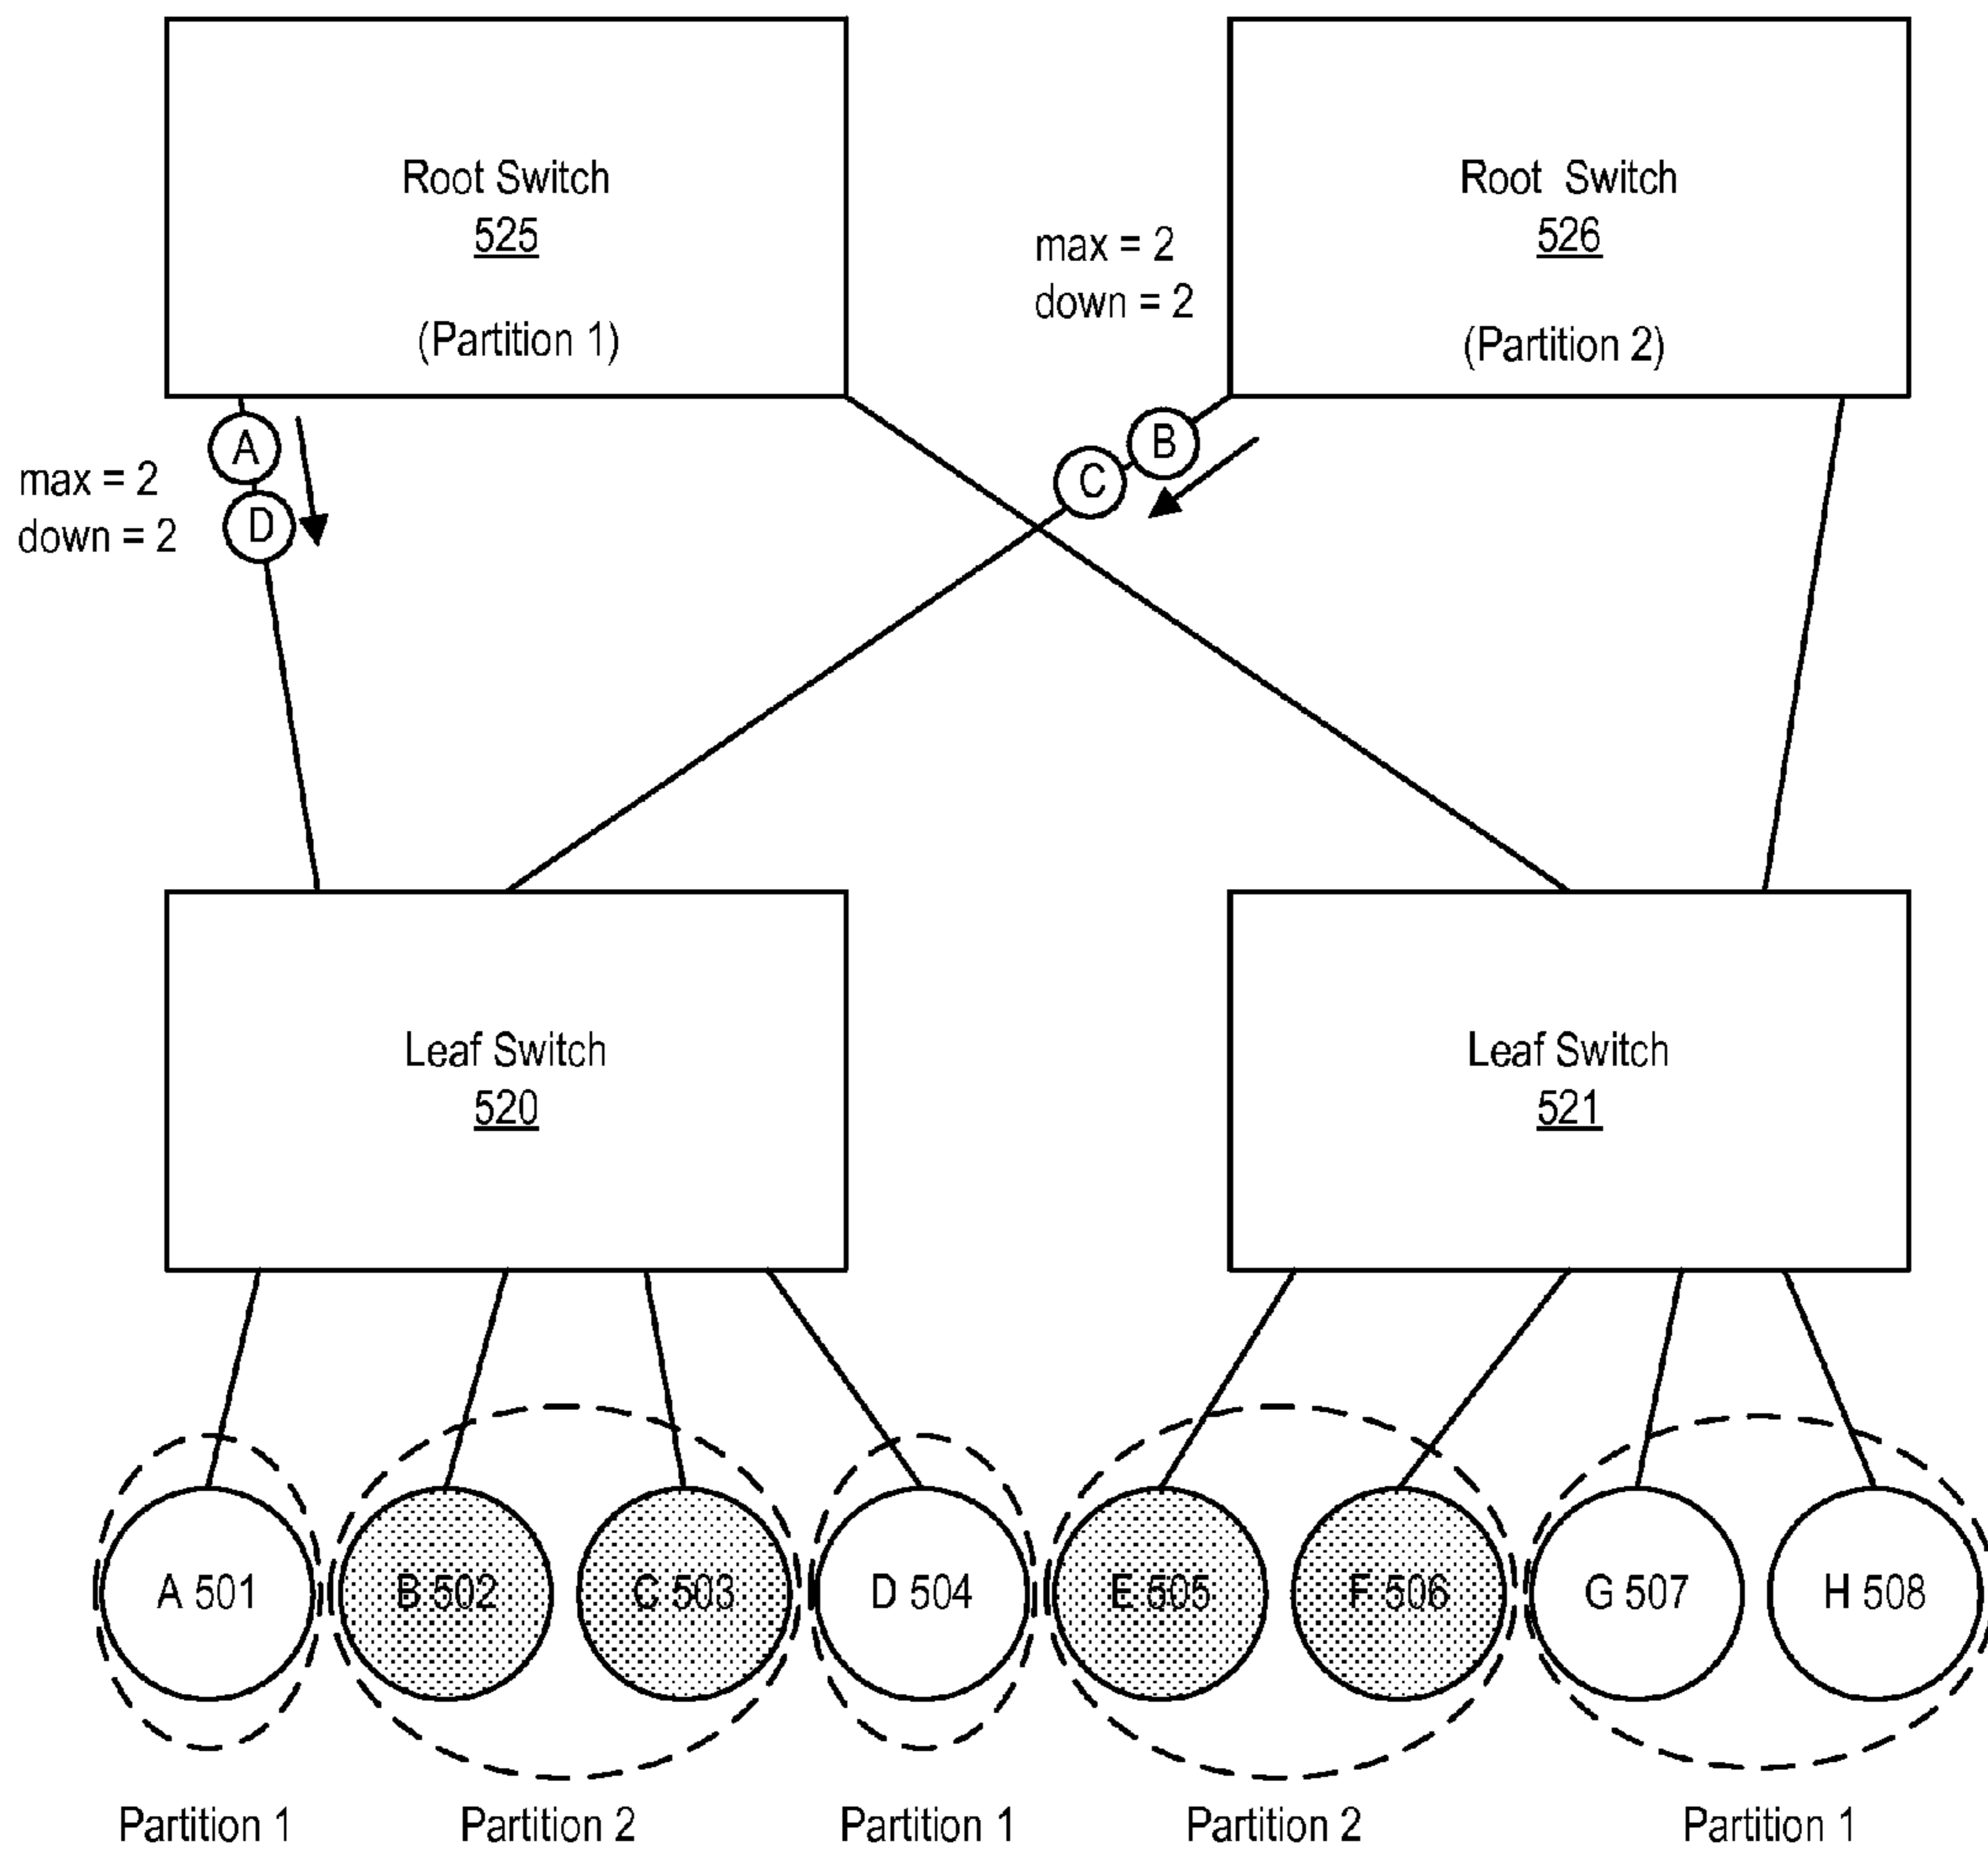 Root Switch
525
(Partition 1)
Root Switch
526
(Partition 2)
max = 2
down = 2
A
D
max = 2
down = 2
B
C
Leaf Switch
520
Leaf Switch
521
A 501
B 502
C 503
D 504
E 505
F 506
G 507
H 508
Partition 1
Partition 2
Partition 1
Partition 2
Partition 1